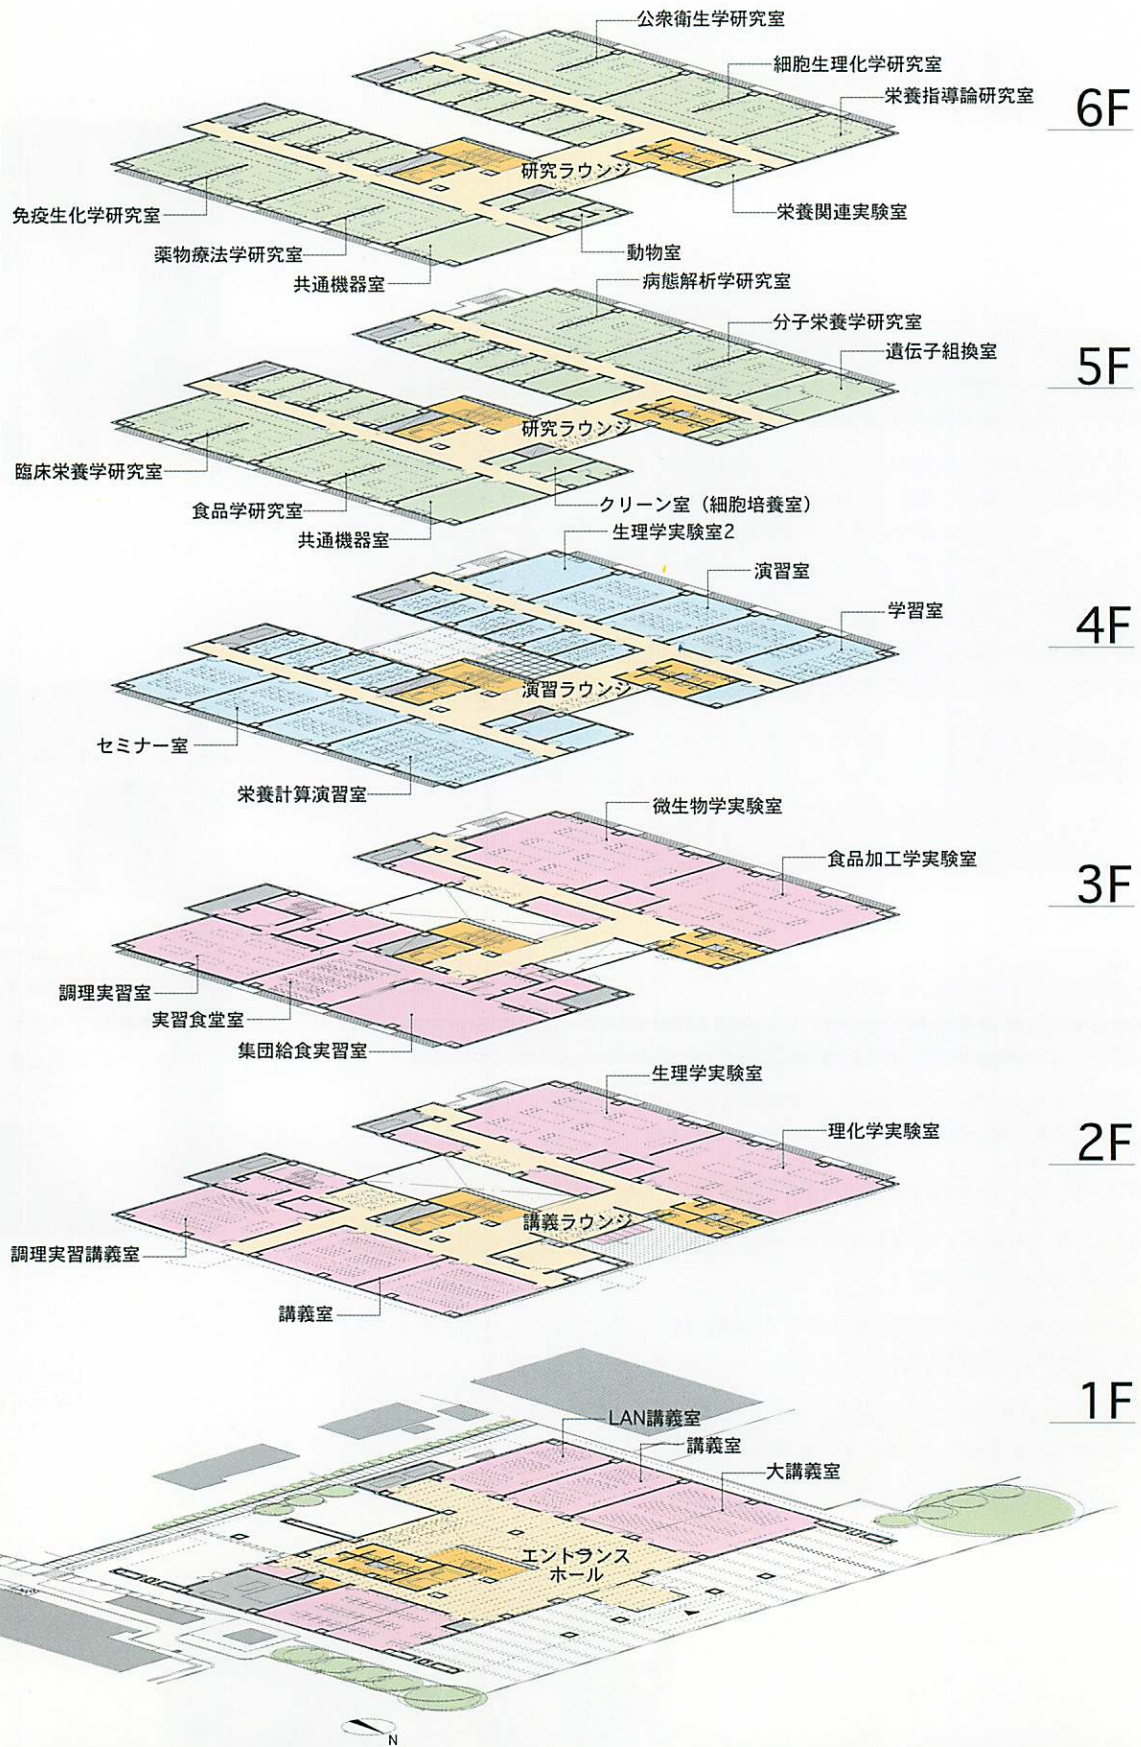 公衆衛生学研究室
細胞生理化学研究室
栄養指導論研究室
6F
研究ラウンジ
免疫生化学研究室
栄養関連実験室
薬物療法学研究室
動物室
共通機器室
病態解析学研究室
分子栄養学研究室
遺伝子組換室
5F
研究ラウンジ
臨床栄養学研究室
食品学研究室
クリーン室（細胞培養室）
共通機器室
生理学実験室2
演習室
学習室
4F
演習ラウンジ
セミナー室
栄養計算演習室
微生物学実験室
食品加工学実験室
3F
調理実習室
実習食堂室
集団給食実習室
生理学実験室
理化学実験室
2F
講義ラウンジ
調理実習講義室
講義室
1F
LAN講義室
講義室
大講義室
エントランス
ホール
N